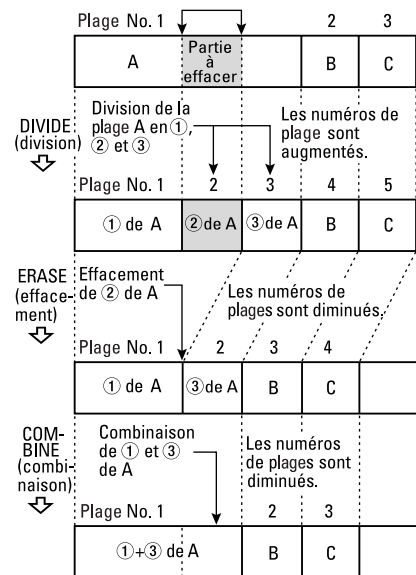 Plage No. 1 2 3
A Partie à effacer B C
DIVIDE (division)
Division de la plage A en ①, ② et ③
Les numéros de plage sont augmentés.
Plage No. 1 2 3 4 5
① de A ② de A ③ de A B C
ERASE (efface-
ment)
Effacement
de ② de A
Les numéros de
plages sont diminués.
Plage No. 1 2 3 4
① de A ③ de A B C
COM-
BINE
(combi-
naison)
Combinaison
de ① et ③
de A
Les numéros
de plages sont
diminués.
Plage No. 1 2 3
①+③ de A B C